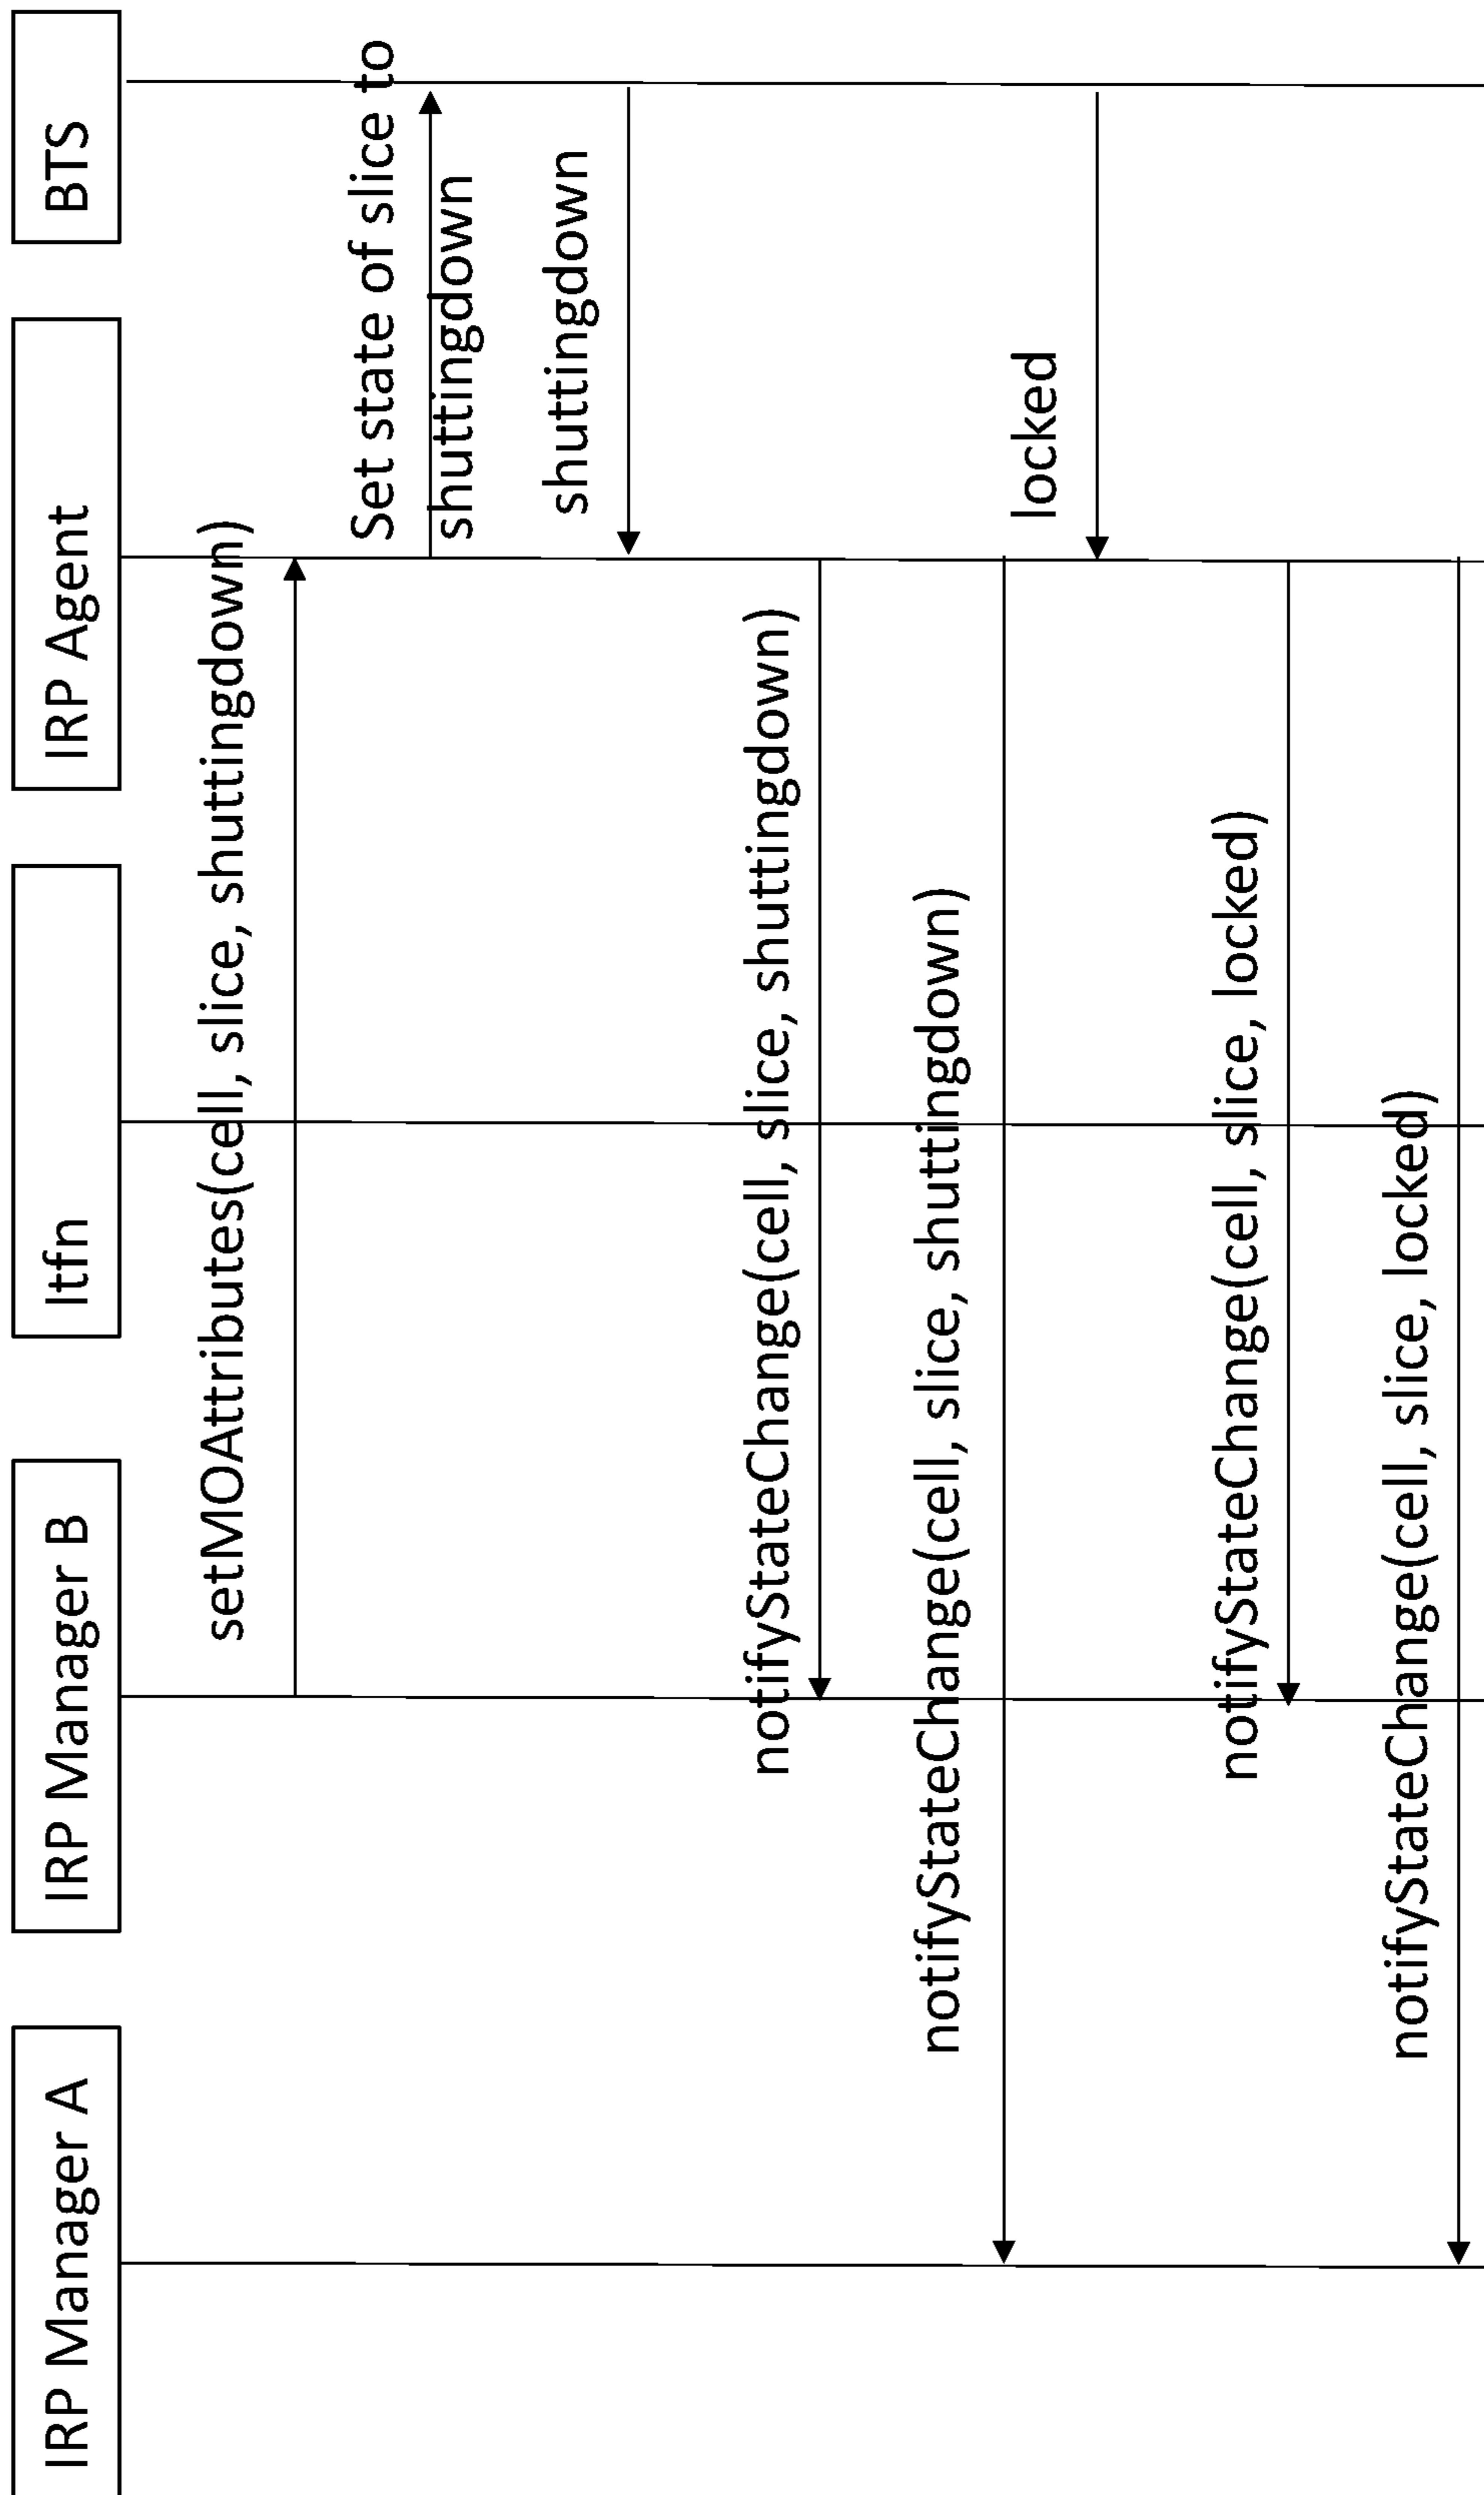 IRP Manager A
IRP Manager B
Itfn
IRP Agent
BTS
setMOAttributes(cell, slice, shuttingdown)
Set state of slice to
shuttingdown
shuttingdown
notifyStateChange(cell, slice, shuttingdown)
notifyStateChange(cell, slice, shuttingdown)
locked
notifyStateChange(cell, slice, locked)
notifyStateChange(cell, slice, locked)